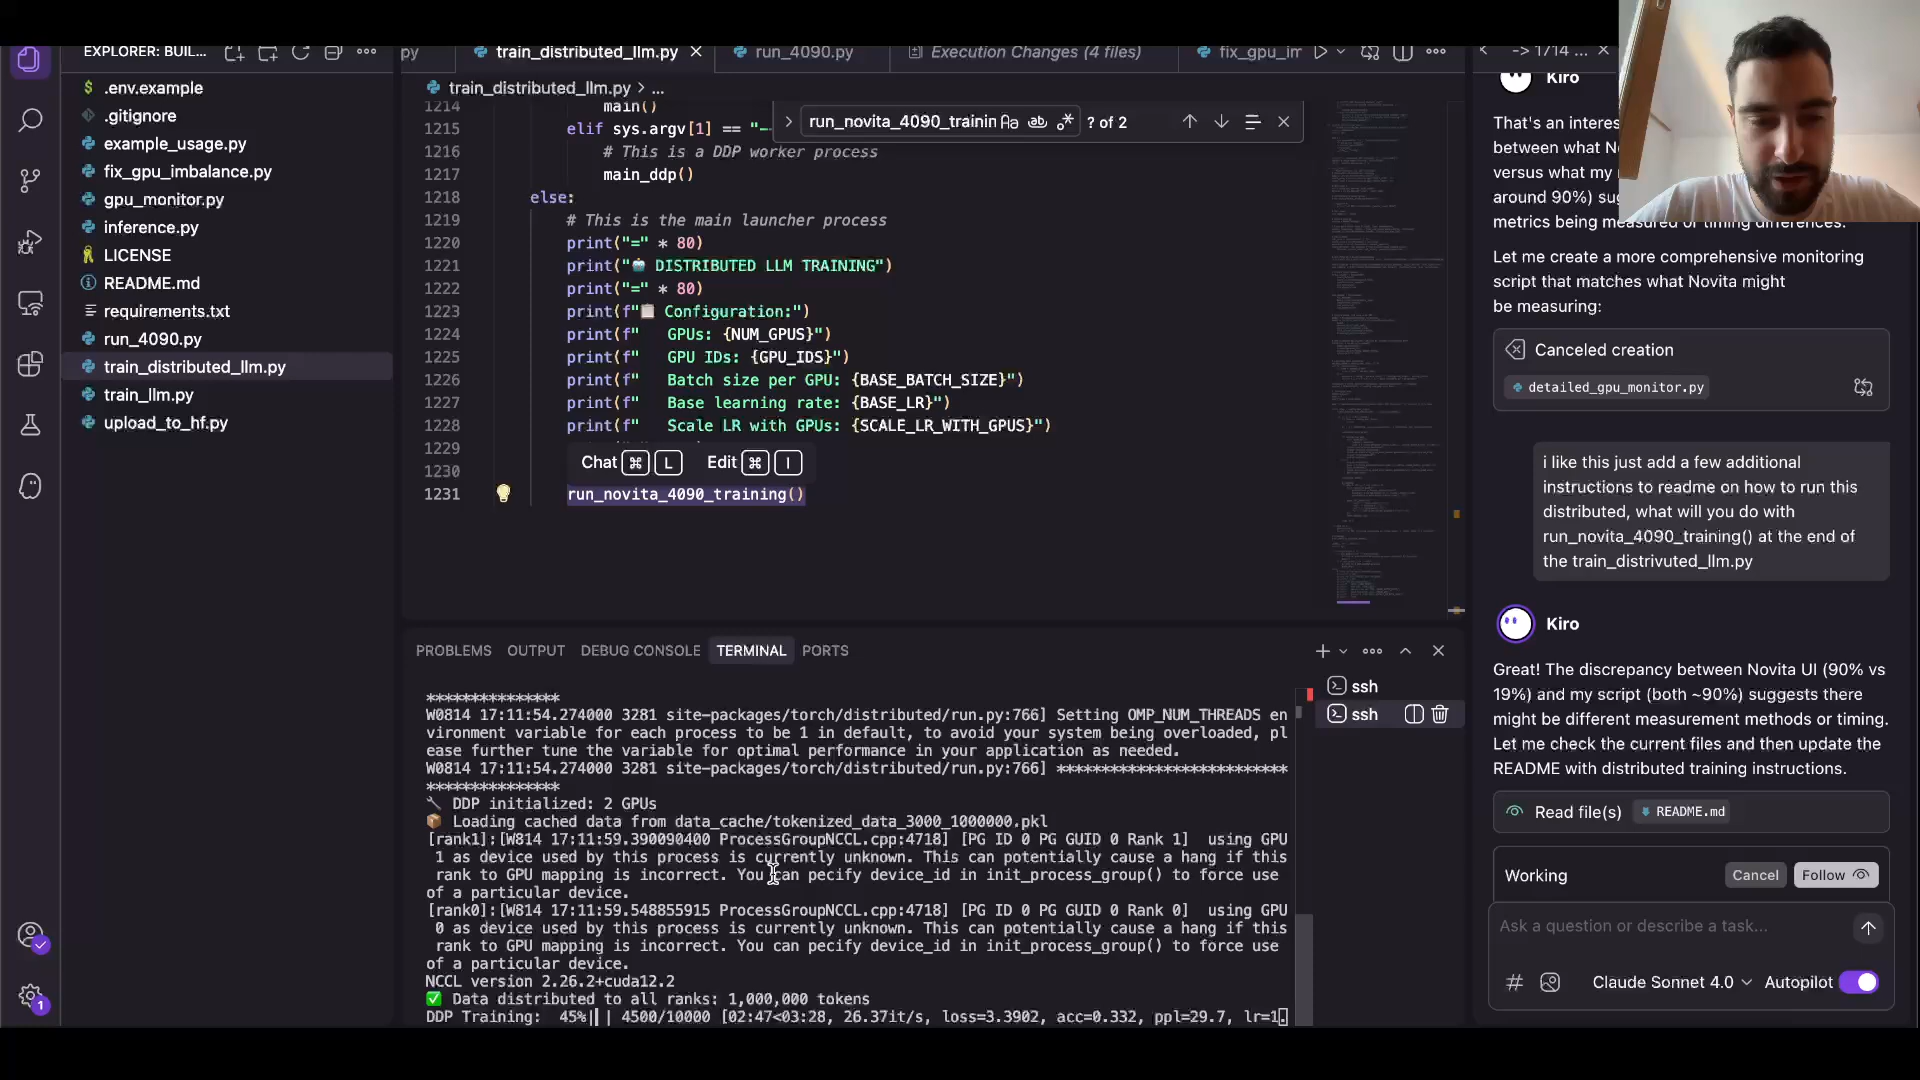 EXPLORER: BUIL...
.env.example
.gitignore
example_usage.py
fix_gpu_imbalance.py
gpu_monitor.py
inference.py
LICENSE
README.md
requirements.txt
run_4090.py
train_distributed_llm.py
train_llm.py
upload_to_hf.py
1
py
train_distributed_llm.py
run_4090.py
Execution Changes (4 files)
fix_gpu_im
train_distributed_llm.py > ...
run_novita_4090_trainin
? of 2
1214 main()
1215 elif sys.argv[1] == "--
1216 # This is a DDP worker process
1217 main_ddp()
1218 else:
1219 # This is the main launcher process
1220 print("=" * 80)
1221 print("🤖 DISTRIBUTED LLM TRAINING")
1222 print("=" * 80)
1223 print(f"📋 Configuration:")
1224 print(f"   GPUs: {NUM_GPUS}")
1225 print(f"   GPU IDs: {GPU_IDS}")
1226 print(f"   Batch size per GPU: {BASE_BATCH_SIZE}")
1227 print(f"   Base learning rate: {BASE_LR}")
1228 print(f"   Scale LR with GPUs: {SCALE_LR_WITH_GPUS}")
1229
Chat ⌘ L Edit ⌘ I
1230
1231 run_novita_4090_training()
PROBLEMS OUTPUT DEBUG CONSOLE TERMINAL PORTS
***************
W0814 17:11:54.274000 3281 site-packages/torch/distributed/run.py:766] Setting OMP_NUM_THREADS en
vironment variable for each process to be 1 in default, to avoid your system being overloaded, pl
ease further tune the variable for optimal performance in your application as needed.
W0814 17:11:54.274000 3281 site-packages/torch/distributed/run.py:766] **************************
***************
🔧 DDP initialized: 2 GPUs
📦 Loading cached data from data_cache/tokenized_data_3000_1000000.pkl
[rank1]:[W814 17:11:59.390090400 ProcessGroupNCCL.cpp:4718] [PG ID 0 PG GUID 0 Rank 1]  using GPU
1 as device used by this process is currently unknown. This can potentially cause a hang if this
rank to GPU mapping is incorrect. You can pecify device_id in init_process_group() to force use
of a particular device.
[rank0]:[W814 17:11:59.548855915 ProcessGroupNCCL.cpp:4718] [PG ID 0 PG GUID 0 Rank 0]  using GPU
0 as device used by this process is currently unknown. This can potentially cause a hang if this
rank to GPU mapping is incorrect. You can pecify device_id in init_process_group() to force use
of a particular device.
NCCL version 2.26.2+cuda12.2
✅ Data distributed to all ranks: 1,000,000 tokens
DDP Training:  45%|| | 4500/10000 [02:47<03:28, 26.37it/s, loss=3.3902, acc=0.332, ppl=29.7, lr=1
ssh
ssh
-> 1714 ...
Kiro
That's an interes
between what No
versus what my
around 90%) sug
metrics being measured or timing differences.
Let me create a more comprehensive monitoring
script that matches what Novita might
be measuring:
Canceled creation
detailed_gpu_monitor.py
i like this just add a few additional
instructions to readme on how to run this
distributed, what will you do with
run_novita_4090_training() at the end of
the train_distrivuted_llm.py
Kiro
Great! The discrepancy between Novita UI (90% vs
19%) and my script (both ~90%) suggests there
might be different measurement methods or timing.
Let me check the current files and then update the
README with distributed training instructions.
Read file(s) README.md
Working Cancel Follow
Ask a question or describe a task...
# Claude Sonnet 4.0 Autopilot